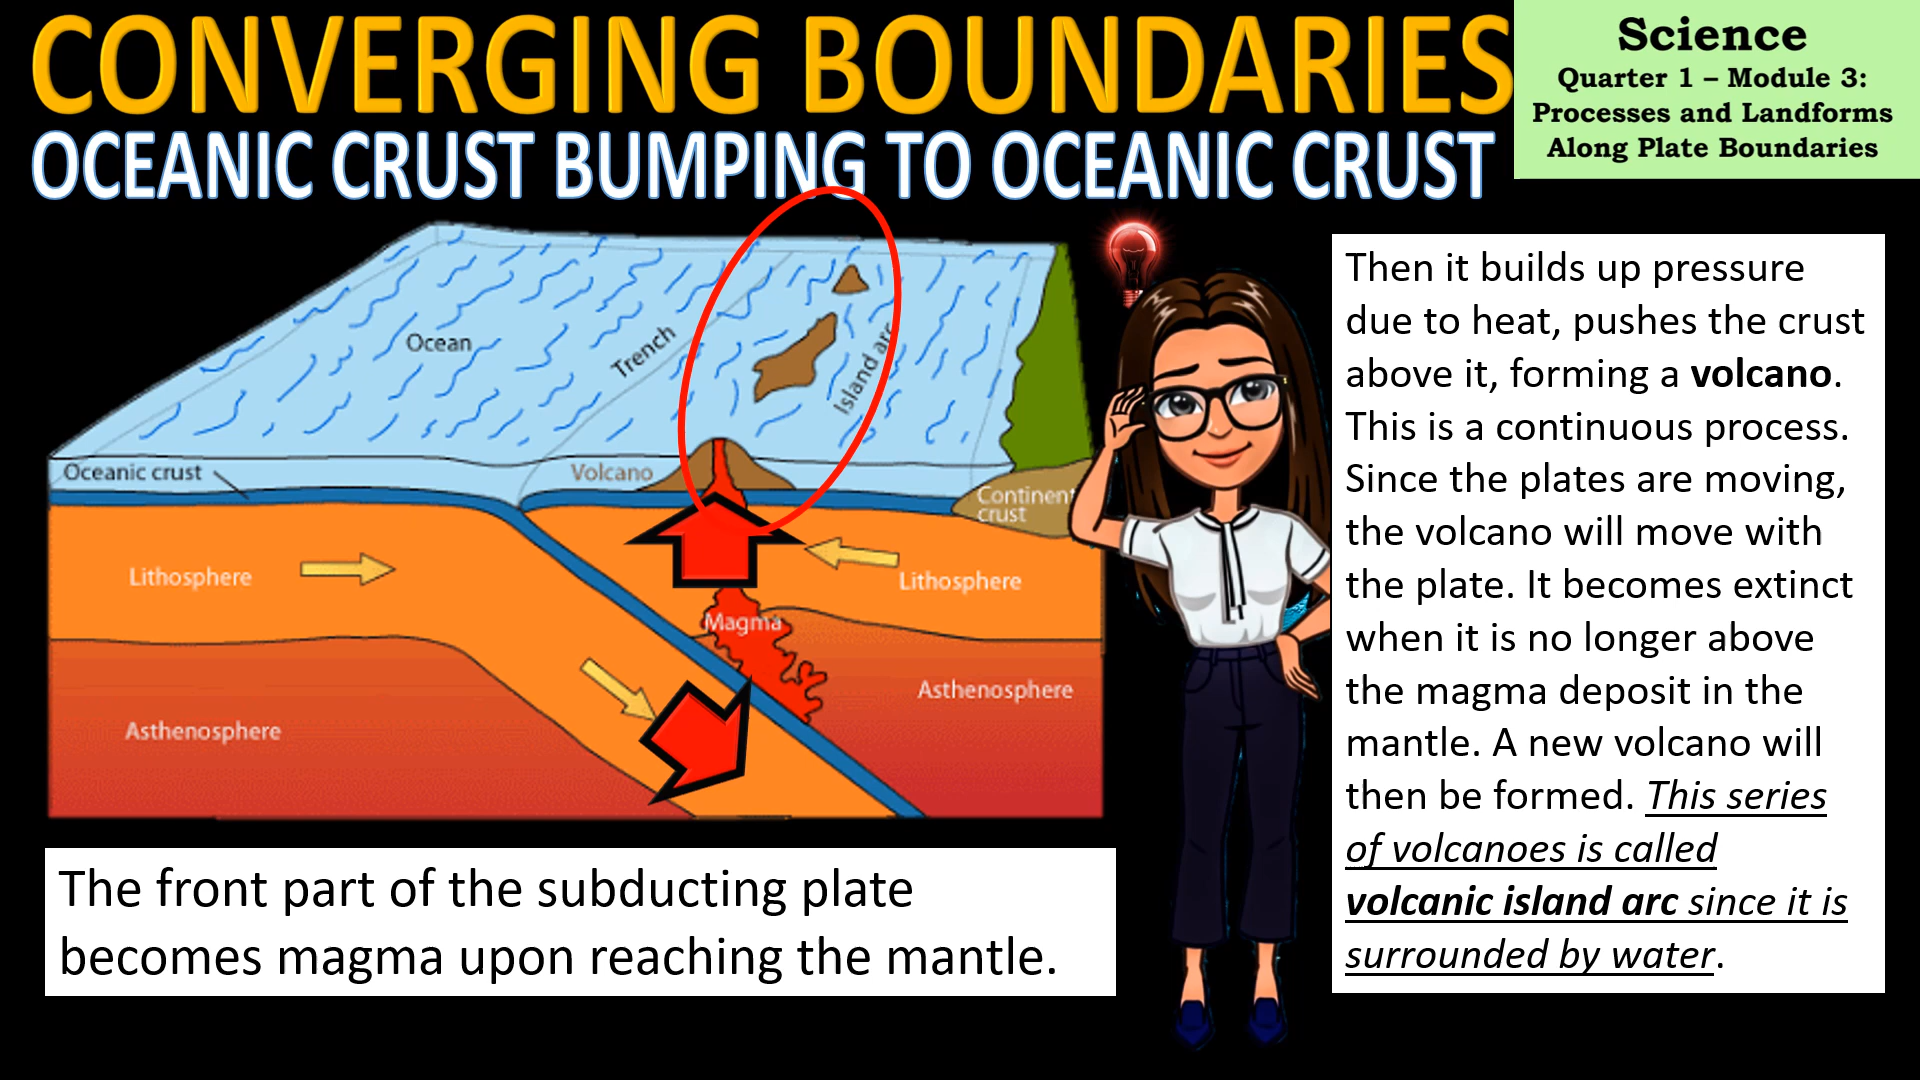 CONVERGING BOUNDARIES
OCEANIC CRUST BUMPING TO OCEANIC CRUST
Science
Quarter 1 – Module 3:
Processes and Landforms
Along Plate Boundaries
Ocean
Trench
Island arc
Oceanic crust
Volcano
Continent
crust
Lithosphere
Lithosphere
Magma
Asthenosphere
Asthenosphere
The front part of the subducting plate
becomes magma upon reaching the mantle.
Then it builds up pressure
due to heat, pushes the crust
above it, forming a volcano.
This is a continuous process.
Since the plates are moving,
the volcano will move with
the plate. It becomes extinct
when it is no longer above
the magma deposit in the
mantle. A new volcano will
then be formed. This series
of volcanoes is called
volcanic island arc since it is
surrounded by water.